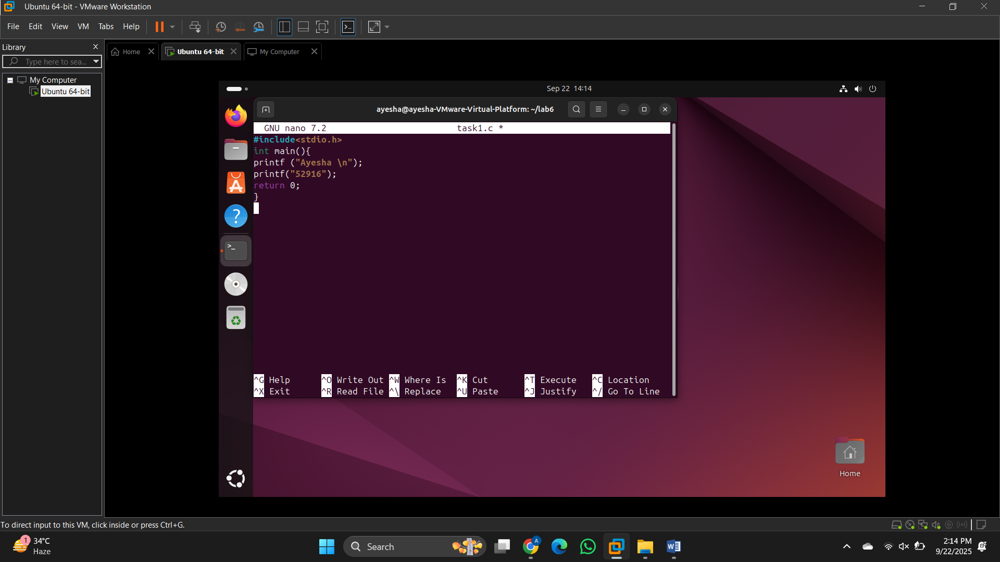 Ubuntu 64-bit - VMware Workstation
File Edit View VM Tabs Help
Library
Type here to sea...
My Computer
Ubuntu 64-bit
Home
Ubuntu 64-bit
My Computer
Sep 22 14:14
ayesha@ayesha-VMware-Virtual-Platform: ~/lab6
GNU nano 7.2 task1.c *
#include<stdio.h>
int main(){
printf ("Ayesha \n");
printf("52916");
return 0;
}
^G Help ^O Write Out ^W Where Is ^K Cut ^T Execute ^C Location
^X Exit ^R Read File ^\ Replace ^U Paste ^J Justify ^/ Go To Line
Home
To direct input to this VM, click inside or press Ctrl+G.
1
34°C
Haze
Search
A
2:14 PM
9/22/2025